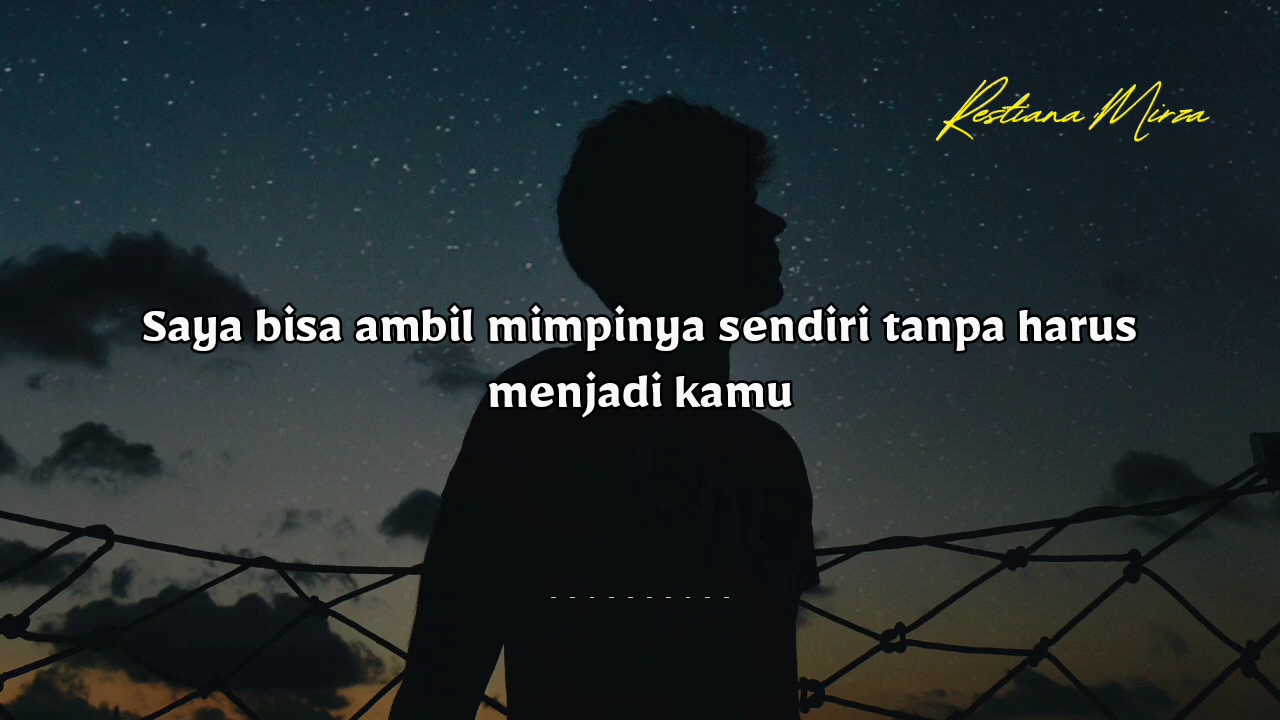 Restiana Mirza
Saya bisa ambil mimpinya sendiri tanpa harus
menjadi kamu
- - - - - - - - - -